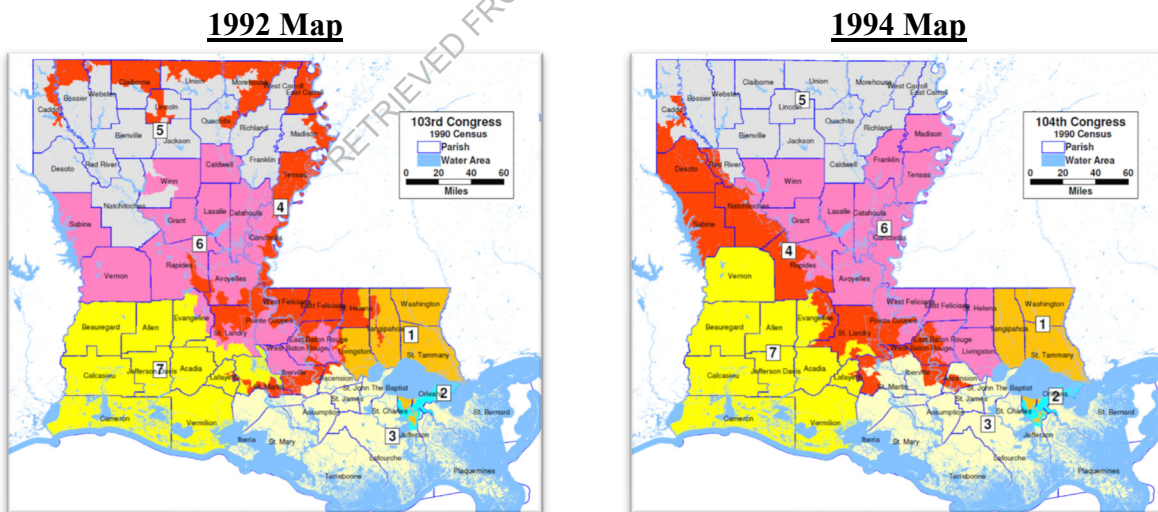 1992 Map
1994 Map
RETRIEVED FRO
103rd Congress
1990 Census
Parish
Water Area
0 20 40 60
Miles
Caddo
Bossier
Webster
Claiborne
Union
Morehouse
West Carroll
East Carroll
Lincoln
Ouachita
Richland
Madison
5
Bienville
Jackson
Desoto
Red River
Franklin
Caldwell
Tensas
Winn
Natchitoches
4
Sabine
Grant
Lasalle
Catahoula
6
Concordia
Vernon
Rapides
Avoyelles
West Feliciana
East Feliciana
St. Helena
Washington
Beauregard
Allen
Evangeline
St. Landry
Pointe Coupee
East Baton Rouge
Tangipahoa
1
West Baton Rouge
Livingston
St. Tammany
7
Jefferson Davis
Acadia
Calcasieu
Lafayette
St. Martin
Iberville
Ascension
St. John The Baptist
Orleans
2
St. James
Assumption
St. Charles
St. Bernard
Cameron
Vermilion
Iberia
St. Mary
3
Jefferson
Lafourche
Plaquemines
Terrebonne
104th Congress
1990 Census
Parish
Water Area
0 20 40 60
Miles
Caddo
Bossier
Webster
Claiborne
Union
Morehouse
West Carroll
East Carroll
5
Lincoln
Ouachita
Richland
Madison
Bienville
Jackson
Desoto
Red River
Franklin
Caldwell
Tensas
Winn
Natchitoches
Sabine
Grant
Lasalle
Catahoula
6
Concordia
4
Vernon
Rapides
Avoyelles
West Feliciana
East Feliciana
St. Helena
Washington
Beauregard
Allen
Evangeline
St. Landry
Pointe Coupee
East Baton Rouge
Tangipahoa
1
West Baton Rouge
Livingston
St. Tammany
7
Jefferson Davis
Acadia
Calcasieu
Lafayette
St. Martin
Iberville
Ascension
St. John The Baptist
Orleans
2
St. James
Assumption
St. Charles
St. Bernard
Cameron
Vermilion
Iberia
St. Mary
3
Jefferson
Lafourche
Plaquemines
Terrebonne